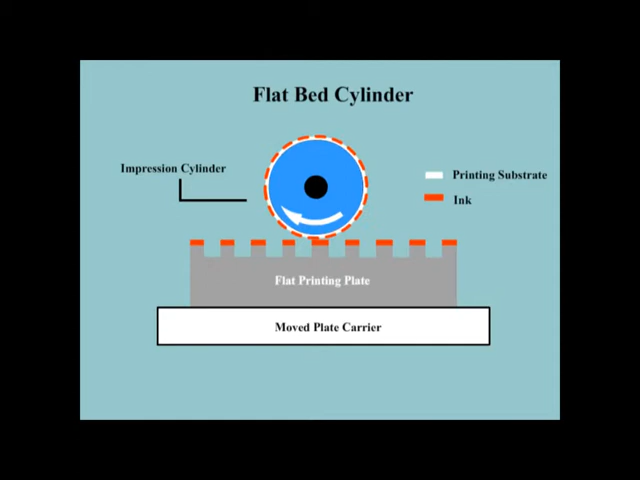 Flat Bed Cylinder
Impression Cylinder
Printing Substrate
Ink
Flat Printing Plate
Moved Plate Carrier